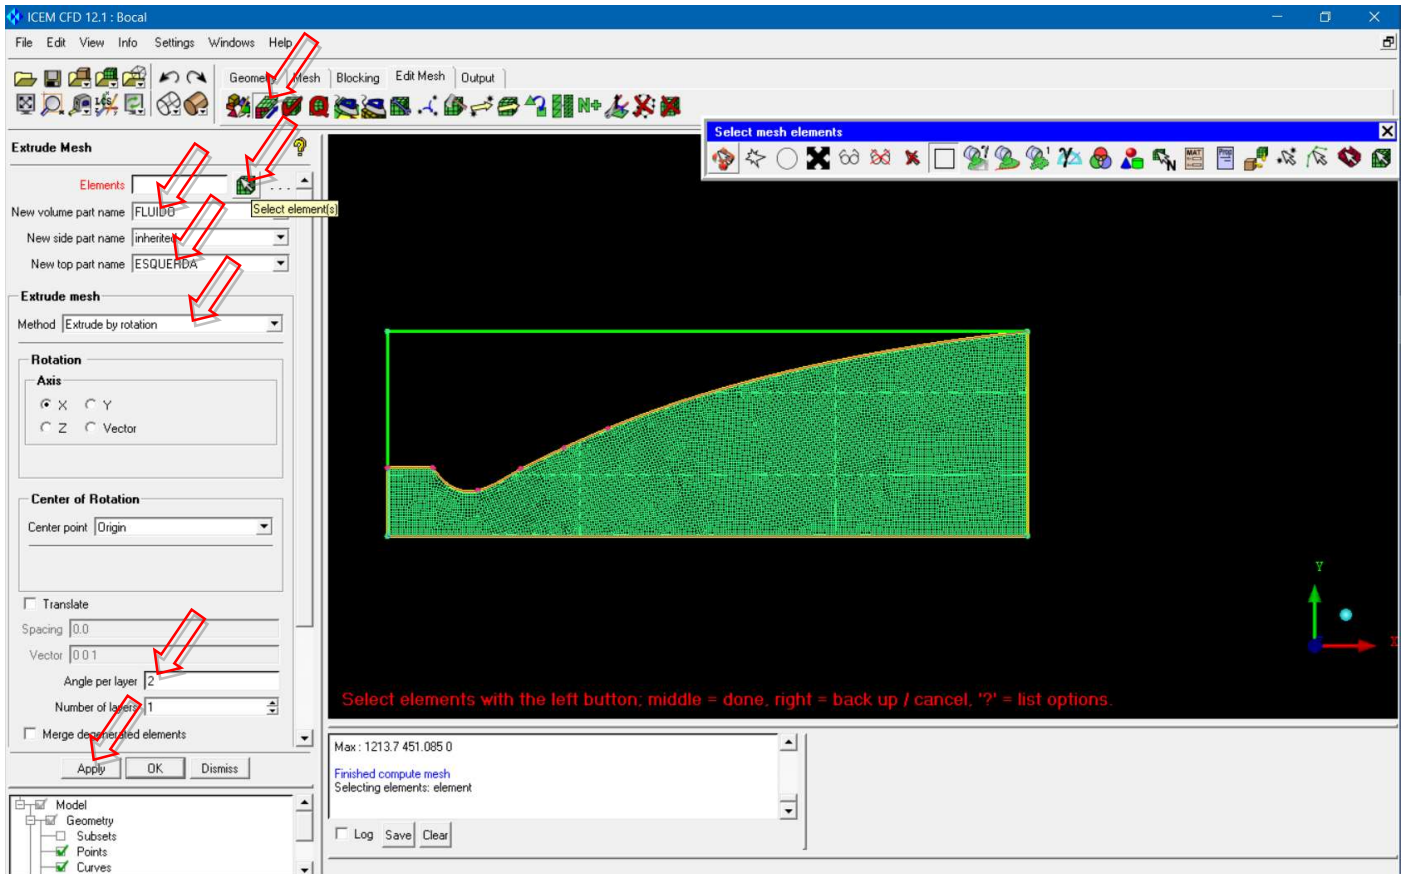 ICEM CFD 12.1 : Bocal
File Edit View Info Settings Windows Help
Geometry Mesh Blocking Edit Mesh Output
Select mesh elements
Extrude Mesh
Elements
New volume part name FLUIDO
Select element(s)
New side part name inherited
New top part name ESQUERDA
Extrude mesh
Method Extrude by rotation
Rotation
Axis
X Y
Z Vector
Center of Rotation
Center point Origin
Translate
Spacing 0.0
Vector 0 0 1
Angle per layer 2
Number of layers 1
Merge degenerated elements
Apply OK Dismiss
Y
X
Select elements with the left button; middle = done, right = back up / cancel, '?' = list options.
Max : 1213.7 451.085 0
Finished compute mesh
Selecting elements: element
Log Save Clear
Model
Geometry
Subsets
Points
Curves